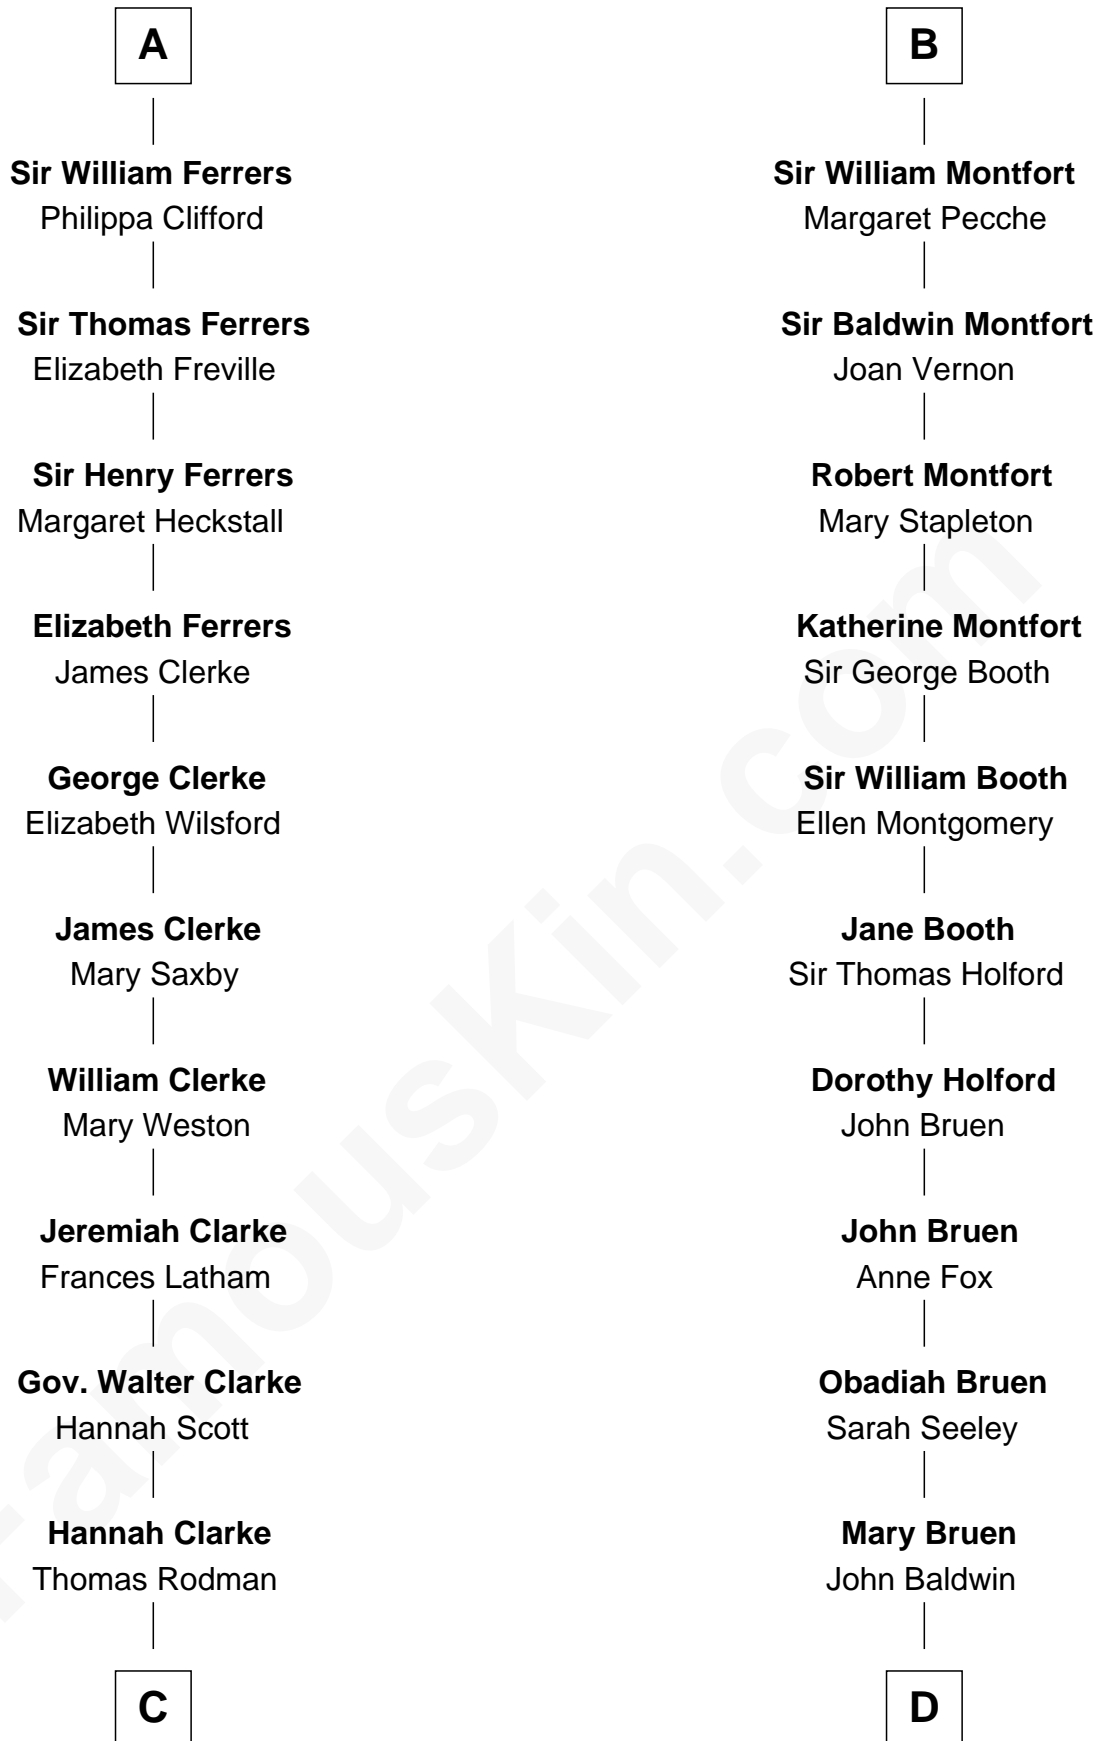 A
Sir William Ferrers
Philippa Clifford
Sir Thomas Ferrers
Elizabeth Freville
Sir Henry Ferrers
Margaret Heckstall
Elizabeth Ferrers
James Clerke
George Clerke
Elizabeth Wilsford
James Clerke
Mary Saxby
William Clerke
Mary Weston
Jeremiah Clarke
Frances Latham
Gov. Walter Clarke
Hannah Scott
Hannah Clarke
Thomas Rodman
C
B
Sir William Montfort
Margaret Pecche
Sir Baldwin Montfort
Joan Vernon
Robert Montfort
Mary Stapleton
Katherine Montfort
Sir George Booth
Sir William Booth
Ellen Montgomery
Jane Booth
Sir Thomas Holford
Dorothy Holford
John Bruen
John Bruen
Anne Fox
Obadiah Bruen
Sarah Seeley
Mary Bruen
John Baldwin
D
FamousKin.com